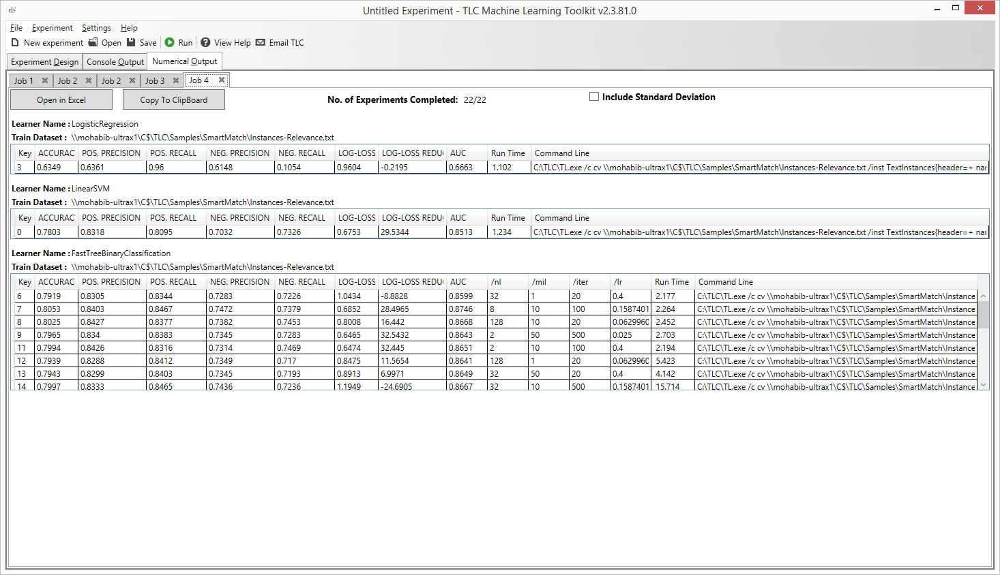 tlc
Untitled Experiment - TLC Machine Learning Toolkit v2.3.81.0
File Experiment Settings Help
New experiment Open Save Run View Help Email TLC
Experiment Design Console Output Numerical Output
Job 1 Job 2 Job 2 Job 3 Job 4
Open in Excel Copy To ClipBoard No. of Experiments Completed: 22/22 Include Standard Deviation
Learner Name : LogisticRegression
Train Dataset : \\mohabib-ultrax1\C$\TLC\Samples\SmartMatch\Instances-Relevance.txt
Key ACCURAC POS. PRECISION POS. RECALL NEG. PRECISION NEG. RECALL LOG-LOSS LOG-LOSS REDU AUC Run Time Command Line
3 0.6349 0.6361 0.96 0.6148 0.1054 0.9604 -0.2195 0.6663 1.102 C:\TLC\TL.exe /c cv \\mohabib-ultrax1\C$\TLC\Samples\SmartMatch\Instances-Relevance.txt /inst TextInstances{header=+ nar
Learner Name : LinearSVM
Train Dataset : \\mohabib-ultrax1\C$\TLC\Samples\SmartMatch\Instances-Relevance.txt
Key ACCURAC POS. PRECISION POS. RECALL NEG. PRECISION NEG. RECALL LOG-LOSS LOG-LOSS REDU AUC Run Time Command Line
0 0.7803 0.8318 0.8095 0.7032 0.7326 0.6753 29.5344 0.8513 1.234 C:\TLC\TL.exe /c cv \\mohabib-ultrax1\C$\TLC\Samples\SmartMatch\Instances-Relevance.txt /inst TextInstances{header=+ nar
Learner Name : FastTreeBinaryClassification
Train Dataset : \\mohabib-ultrax1\C$\TLC\Samples\SmartMatch\Instances-Relevance.txt
Key ACCURAC POS. PRECISION POS. RECALL NEG. PRECISION NEG. RECALL LOG-LOSS LOG-LOSS REDU AUC /nl /mil /iter /lr Run Time Command Line
6 0.7919 0.8305 0.8344 0.7283 0.7226 1.0434 -8.8828 0.8599 32 1 20 0.4 2.177 C:\TLC\TL.exe /c cv \\mohabib-ultrax1\C$\TLC\Samples\SmartMatch\Instance
7 0.8053 0.8403 0.8467 0.7472 0.7379 0.6852 28.4965 0.8746 8 10 100 0.1587401 2.264 C:\TLC\TL.exe /c cv \\mohabib-ultrax1\C$\TLC\Samples\SmartMatch\Instance
8 0.8025 0.8427 0.8377 0.7382 0.7453 0.8008 16.442 0.8668 128 10 20 0.0629960 2.452 C:\TLC\TL.exe /c cv \\mohabib-ultrax1\C$\TLC\Samples\SmartMatch\Instance
9 0.7965 0.834 0.8383 0.7345 0.7283 0.6465 32.5432 0.8643 2 50 500 0.025 2.703 C:\TLC\TL.exe /c cv \\mohabib-ultrax1\C$\TLC\Samples\SmartMatch\Instance
11 0.7994 0.8426 0.8316 0.7314 0.7469 0.6474 32.445 0.8651 2 10 100 0.4 2.194 C:\TLC\TL.exe /c cv \\mohabib-ultrax1\C$\TLC\Samples\SmartMatch\Instance
12 0.7939 0.8288 0.8412 0.7349 0.717 0.8475 11.5654 0.8641 128 1 20 0.0629960 5.423 C:\TLC\TL.exe /c cv \\mohabib-ultrax1\C$\TLC\Samples\SmartMatch\Instance
13 0.7943 0.8299 0.8403 0.7345 0.7193 0.8913 6.9971 0.8649 32 50 20 0.4 4.142 C:\TLC\TL.exe /c cv \\mohabib-ultrax1\C$\TLC\Samples\SmartMatch\Instance
14 0.7997 0.8333 0.8465 0.7436 0.7236 1.1949 -24.6905 0.8667 32 10 500 0.1587401 15.714 C:\TLC\TL.exe /c cv \\mohabib-ultrax1\C$\TLC\Samples\SmartMatch\Instance